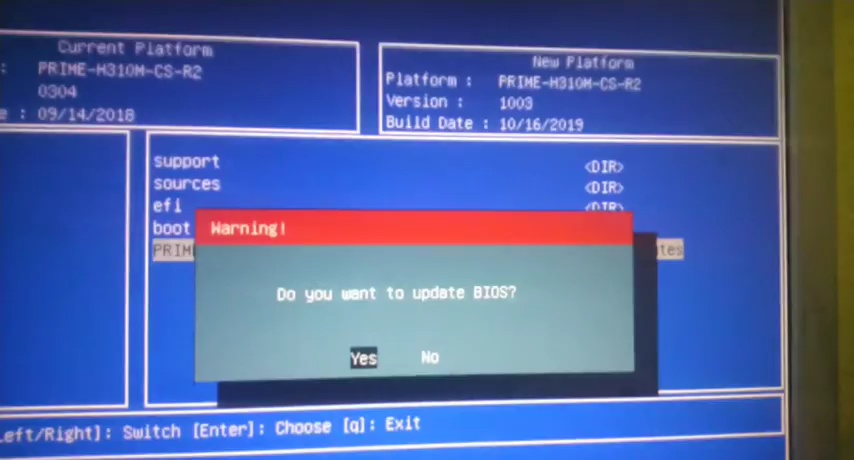 Current Platform
: PRIME-H310M-CS-R2
0304
: 09/14/2018
New Platform
Platform : PRIME-H310M-CS-R2
Version : 1003
Build Date : 10/16/2019
support <DIR>
sources <DIR>
efi <DIR>
boot
Warning!
Do you want to update BIOS?
Yes No
Left/Right]: Switch [Enter]: Choose [q]: Exit